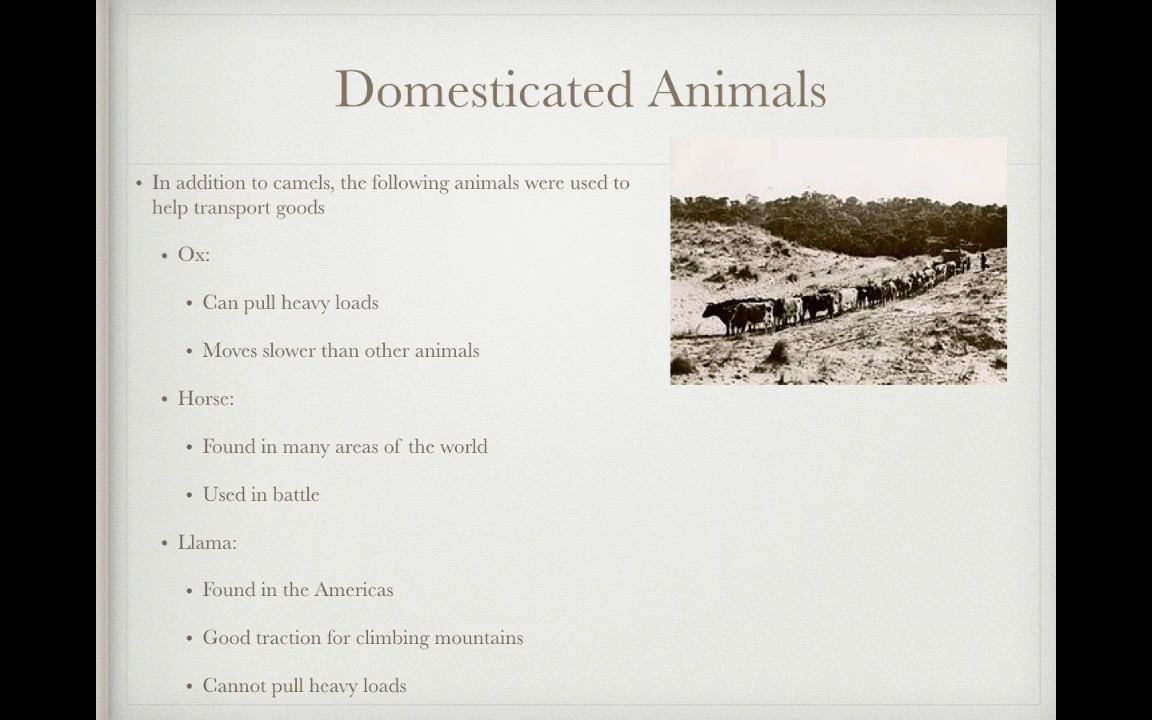 Domesticated Animals
• In addition to camels, the following animals were used to
help transport goods
• Ox:
• Can pull heavy loads
• Moves slower than other animals
• Horse:
• Found in many areas of the world
• Used in battle
• Llama:
• Found in the Americas
• Good traction for climbing mountains
• Cannot pull heavy loads